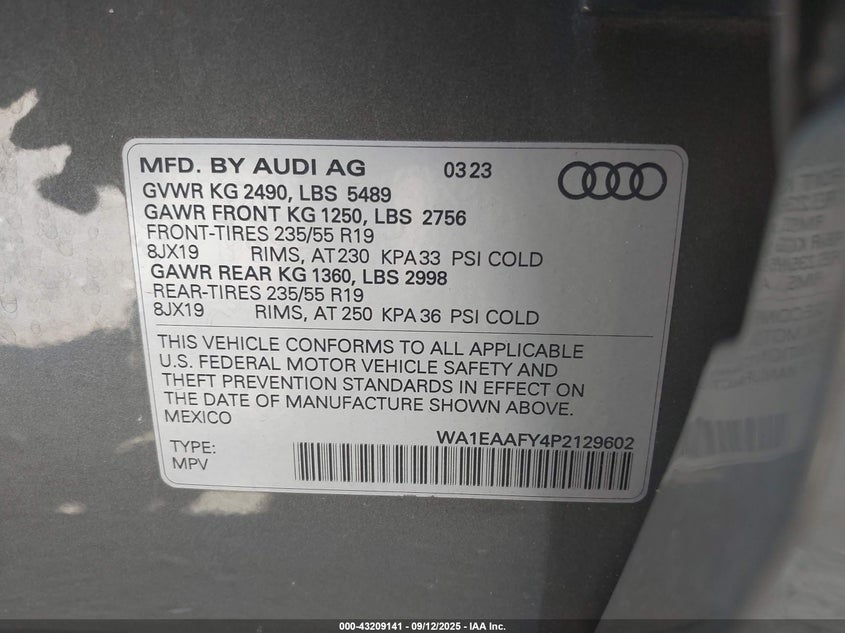 MFD. BY AUDI AG 03 23
GVWR KG 2490, LBS 5489
GAWR FRONT KG 1250, LBS 2756
FRONT-TIRES 235/55 R19
8JX19 RIMS, AT 230 KPA 33 PSI COLD
GAWR REAR KG 1360, LBS 2998
REAR-TIRES 235/55 R19
8JX19 RIMS, AT 250 KPA 36 PSI COLD
THIS VEHICLE CONFORMS TO ALL APPLICABLE
U.S. FEDERAL MOTOR VEHICLE SAFETY AND
THEFT PREVENTION STANDARDS IN EFFECT ON
THE DATE OF MANUFACTURE SHOWN ABOVE.
MEXICO
WA1EAAFY4P2129602
TYPE:
MPV
000-43209141 - 09/12/2025 - IAA Inc.